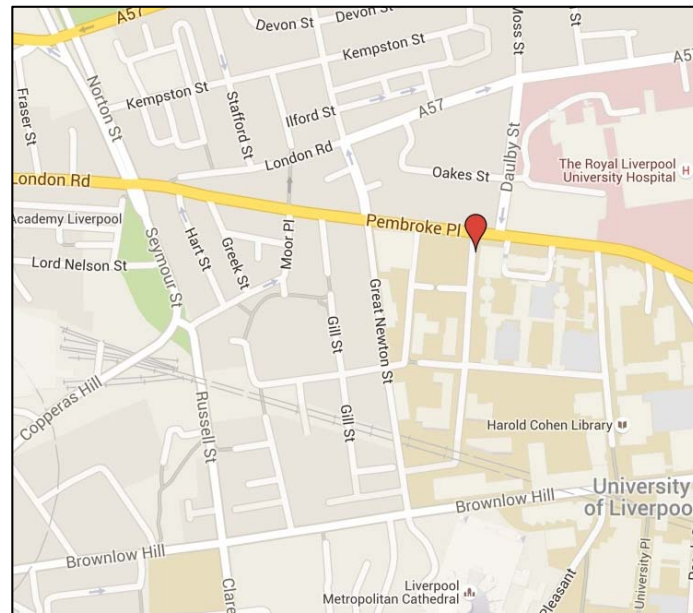 A57
Devon St
Devon St
Moss St
Kempston St
Norton St
Kempston St
Stafford St
Ilford St
A57
Fraser St
London Rd
Daulby St
Oakes St
The Royal Liverpool
University Hospital
H
London Rd
Pembroke Pl
Academy Liverpool
Seymour St
Hart St
Greek St
Moor Pl
Lord Nelson St
Great Newton St
Gill St
Gill St
Copperas Hill
Russell St
Harold Cohen Library
University
of Liverpool
Brownlow Hill
Brownlow Hill
University Pl
Liverpool
Metropolitan Cathedral
Clare
pleasant